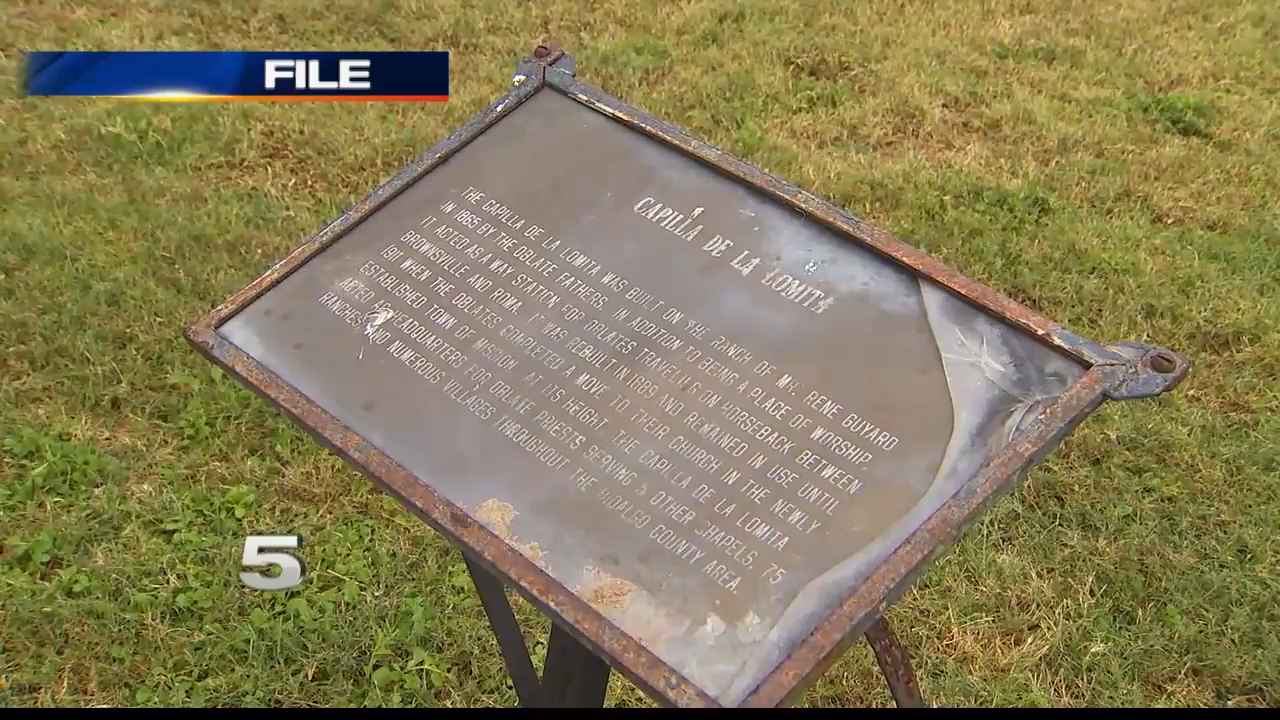 FILE
CAPILLA DE LA LOMITA
THE CAPILLA DE LA LOMITA WAS BUILT ON THE RANCH OF MR. RENE GUYARD
IN 1865 BY THE OBLATE FATHERS. IN ADDITION TO BEING A PLACE OF WORSHIP,
IT ACTED AS A WAY STATION FOR OBLATES TRAVELING ON HORSEBACK BETWEEN
BROWNSVILLE AND ROMA. IT WAS REBUILT IN 1889 AND REMAINED IN USE UNTIL
1911 WHEN THE OBLATES COMPLETED A MOVE TO THEIR CHURCH IN THE NEWLY
ESTABLISHED TOWN OF MISSION. AT ITS HEIGHT, THE CAPILLA DE LA LOMITA
ACTED AS HEADQUARTERS FOR OBLATE PRIESTS SERVING 5 OTHER CHAPELS, 75
RANCHES AND NUMEROUS VILLAGES THROUGHOUT THE HIDALGO COUNTY AREA.
5